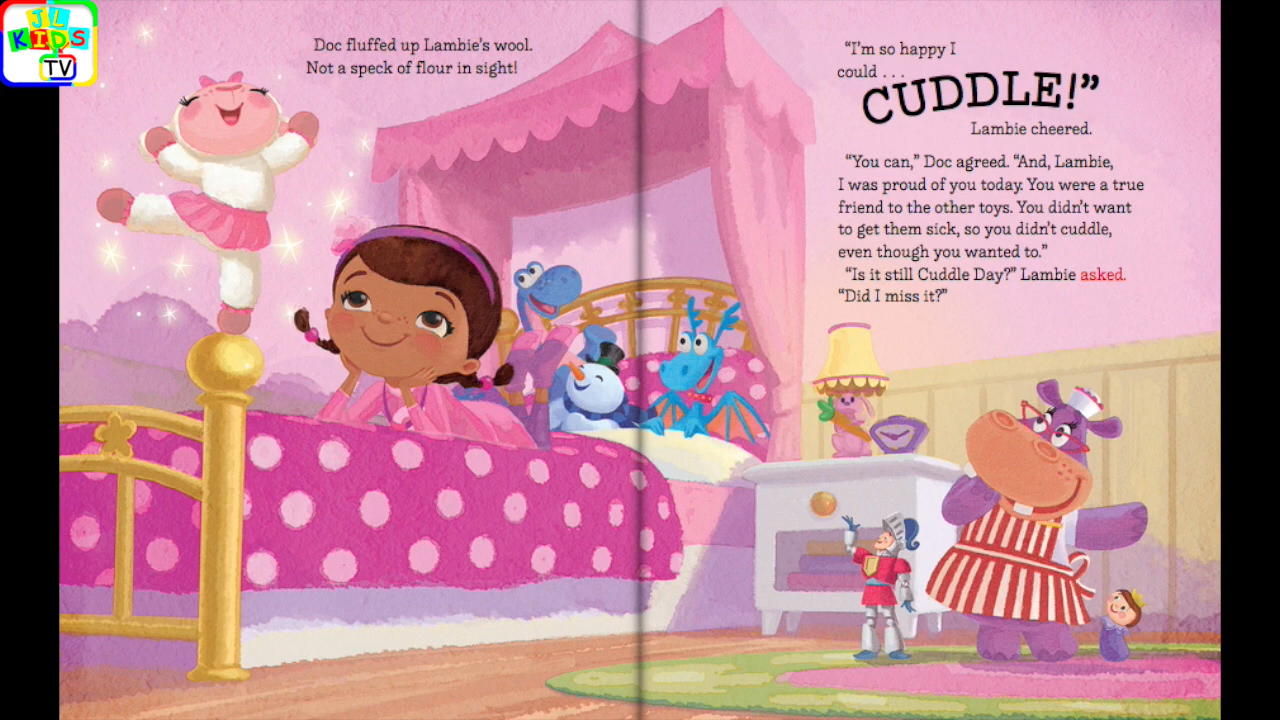 JL
KIDS
TV
Doc fluffed up Lambie's wool.
Not a speck of flour in sight!
“I'm so happy I
could . . .
CUDDLE!”
Lambie cheered.
“You can,” Doc agreed. “And, Lambie,
I was proud of you today. You were a true
friend to the other toys. You didn't want
to get them sick, so you didn't cuddle,
even though you wanted to.”
“Is it still Cuddle Day?” Lambie asked.
“Did I miss it?”